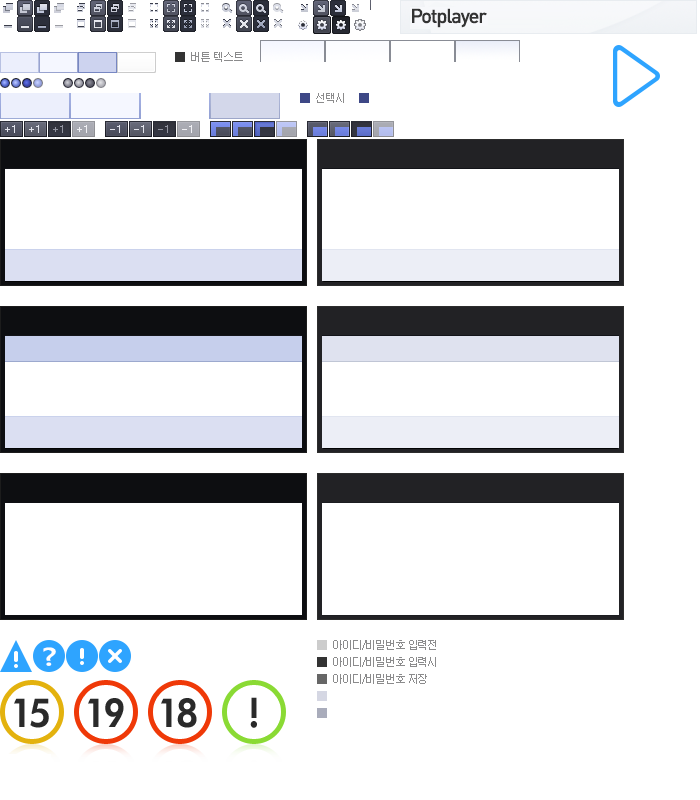 Potplayer
버튼 텍스트
선택시
+1 +1 +1 +1 −1 −1 −1 −1
아이디/비밀번호 입력전
아이디/비밀번호 입력시
아이디/비밀번호 저장
! ? !
15 19 18 !